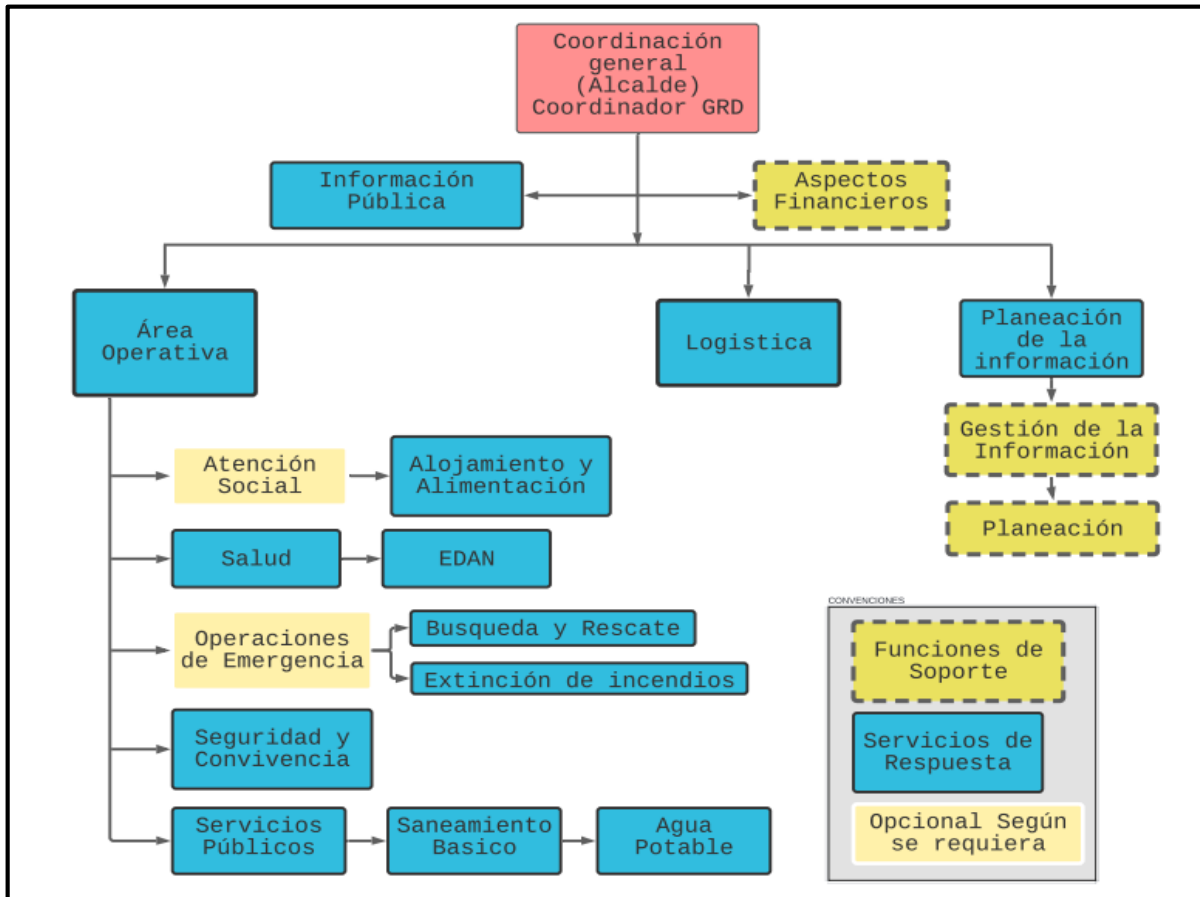 Coordinación
general
(Alcalde)
Coordinador GRD
Información
Pública
Aspectos
Financieros
Área
Operativa
Logistica
Planeación
de la
información
Gestión de la
Información
Planeación
Atención
Social
Alojamiento y
Alimentación
Salud
EDAN
Operaciones
de Emergencia
Busqueda y Rescate
Extinción de incendios
Seguridad y
Convivencia
Servicios
Públicos
Saneamiento
Basico
Agua
Potable
CONVENCIONES
Funciones de
Soporte
Servicios de
Respuesta
Opcional Según
se requiera